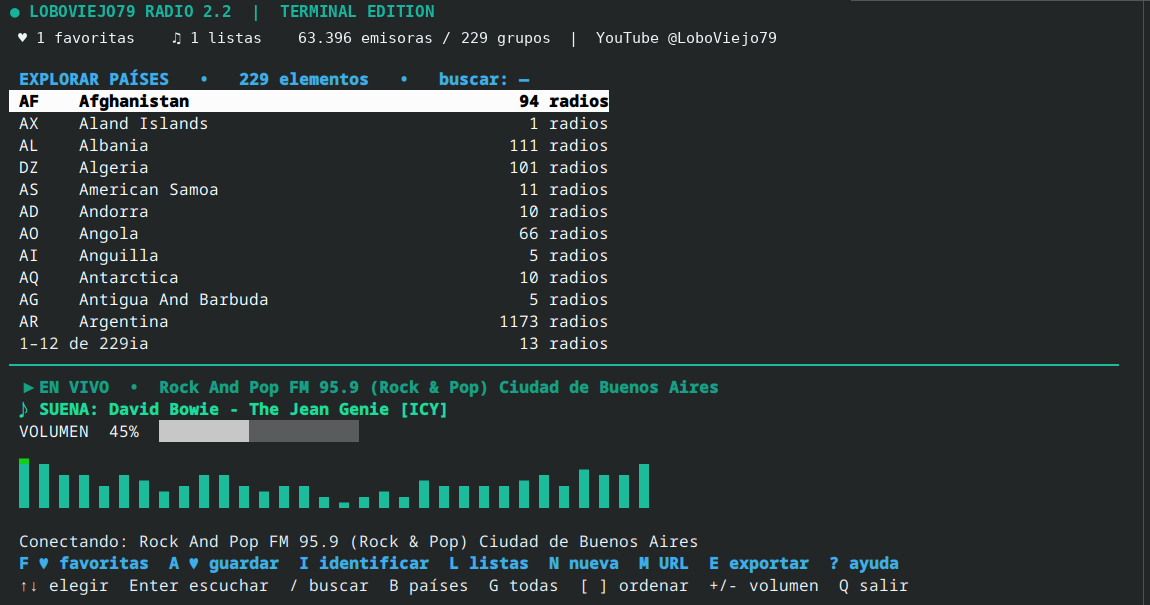 ● LOBOVIEJO79 RADIO 2.2 | TERMINAL EDITION
♥ 1 favoritas ♫ 1 listas 63.396 emisoras / 229 grupos | YouTube @LoboViejo79
EXPLORAR PAÍSES • 229 elementos • buscar: —
AF Afghanistan 94 radios
AX Aland Islands 1 radios
AL Albania 111 radios
DZ Algeria 101 radios
AS American Samoa 11 radios
AD Andorra 10 radios
AO Angola 66 radios
AI Anguilla 5 radios
AQ Antarctica 10 radios
AG Antigua And Barbuda 5 radios
AR Argentina 1173 radios
1-12 de 229ia 13 radios
▶ EN VIVO • Rock And Pop FM 95.9 (Rock & Pop) Ciudad de Buenos Aires
♪ SUENA: David Bowie - The Jean Genie [ICY]
VOLUMEN 45%
Conectando: Rock And Pop FM 95.9 (Rock & Pop) Ciudad de Buenos Aires
F ♥ favoritas A ♥ guardar I identificar L listas N nueva M URL E exportar ? ayuda
↑↓ elegir Enter escuchar / buscar B países G todas [ ] ordenar +/- volumen Q salir